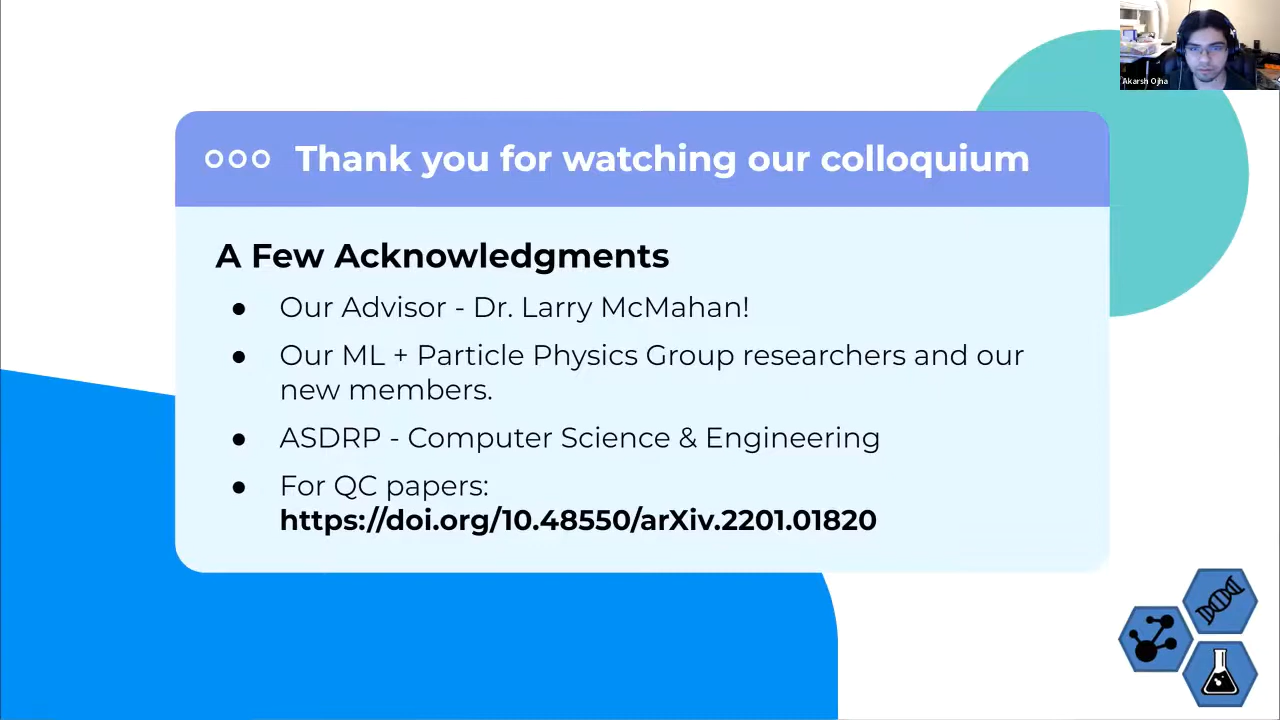 Akarsh Ojha
Thank you for watching our colloquium
A Few Acknowledgments
● Our Advisor - Dr. Larry McMahan!
● Our ML + Particle Physics Group researchers and our
new members.
● ASDRP - Computer Science & Engineering
● For QC papers:
https://doi.org/10.48550/arXiv.2201.01820